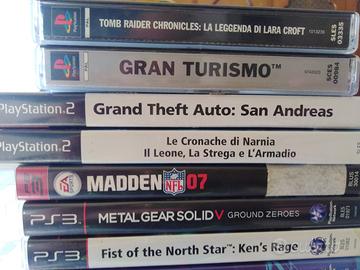 TOMB RAIDER CHRONICLES: LA LEGGENDA DI LARA CROFT
SLES
03335
GRAN TURISMO™
SCES
00984
PlayStation 2
Grand Theft Auto: San Andreas
PlayStation 2
Le Cronache di Narnia
Il Leone, La Strega e L'Armadio
EA
SPORTS
MADDEN NFL 07
PS3
METAL GEAR SOLID V GROUND ZEROES
PS3
Fist of the North Star™: Ken's Rage